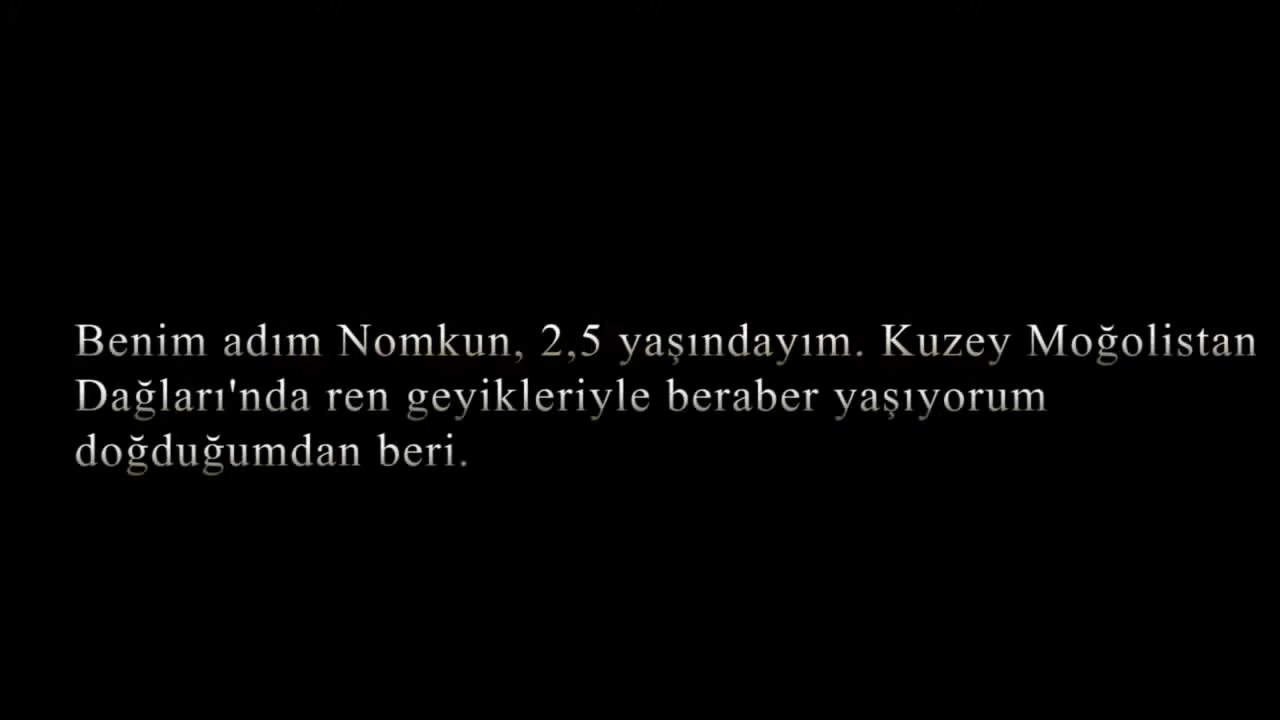 Benim adım Nomkun, 2,5 yaşındayım. Kuzey Moğolistan
Dağları'nda ren geyikleriyle beraber yaşıyorum
doğduğumdan beri.